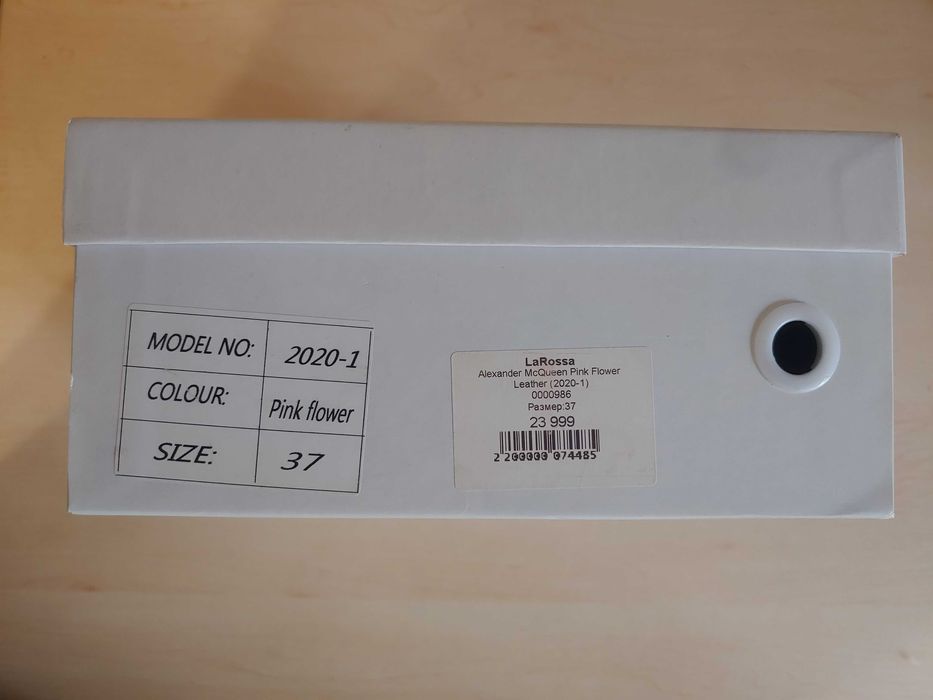 MODEL NO: 2020-1
COLOUR: Pink flower
SIZE: 37
LaRossa
Alexander McQueen Pink Flower
Leather (2020-1)
0000986
Размер:37
23 999
2 200000 074485